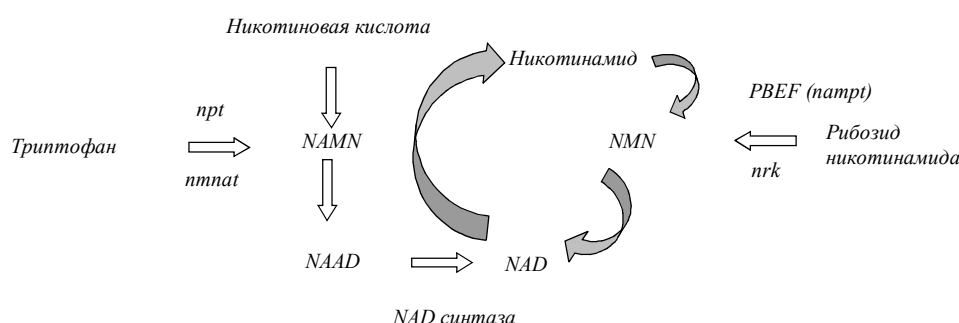 Никотиновая кислота
Никотинамид
PBEF (nampt)
npt
Триптофан
NAMN
NMN
Рибозид
никотинамида
nmnat
nrk
NAAD
NAD
NAD синтаза